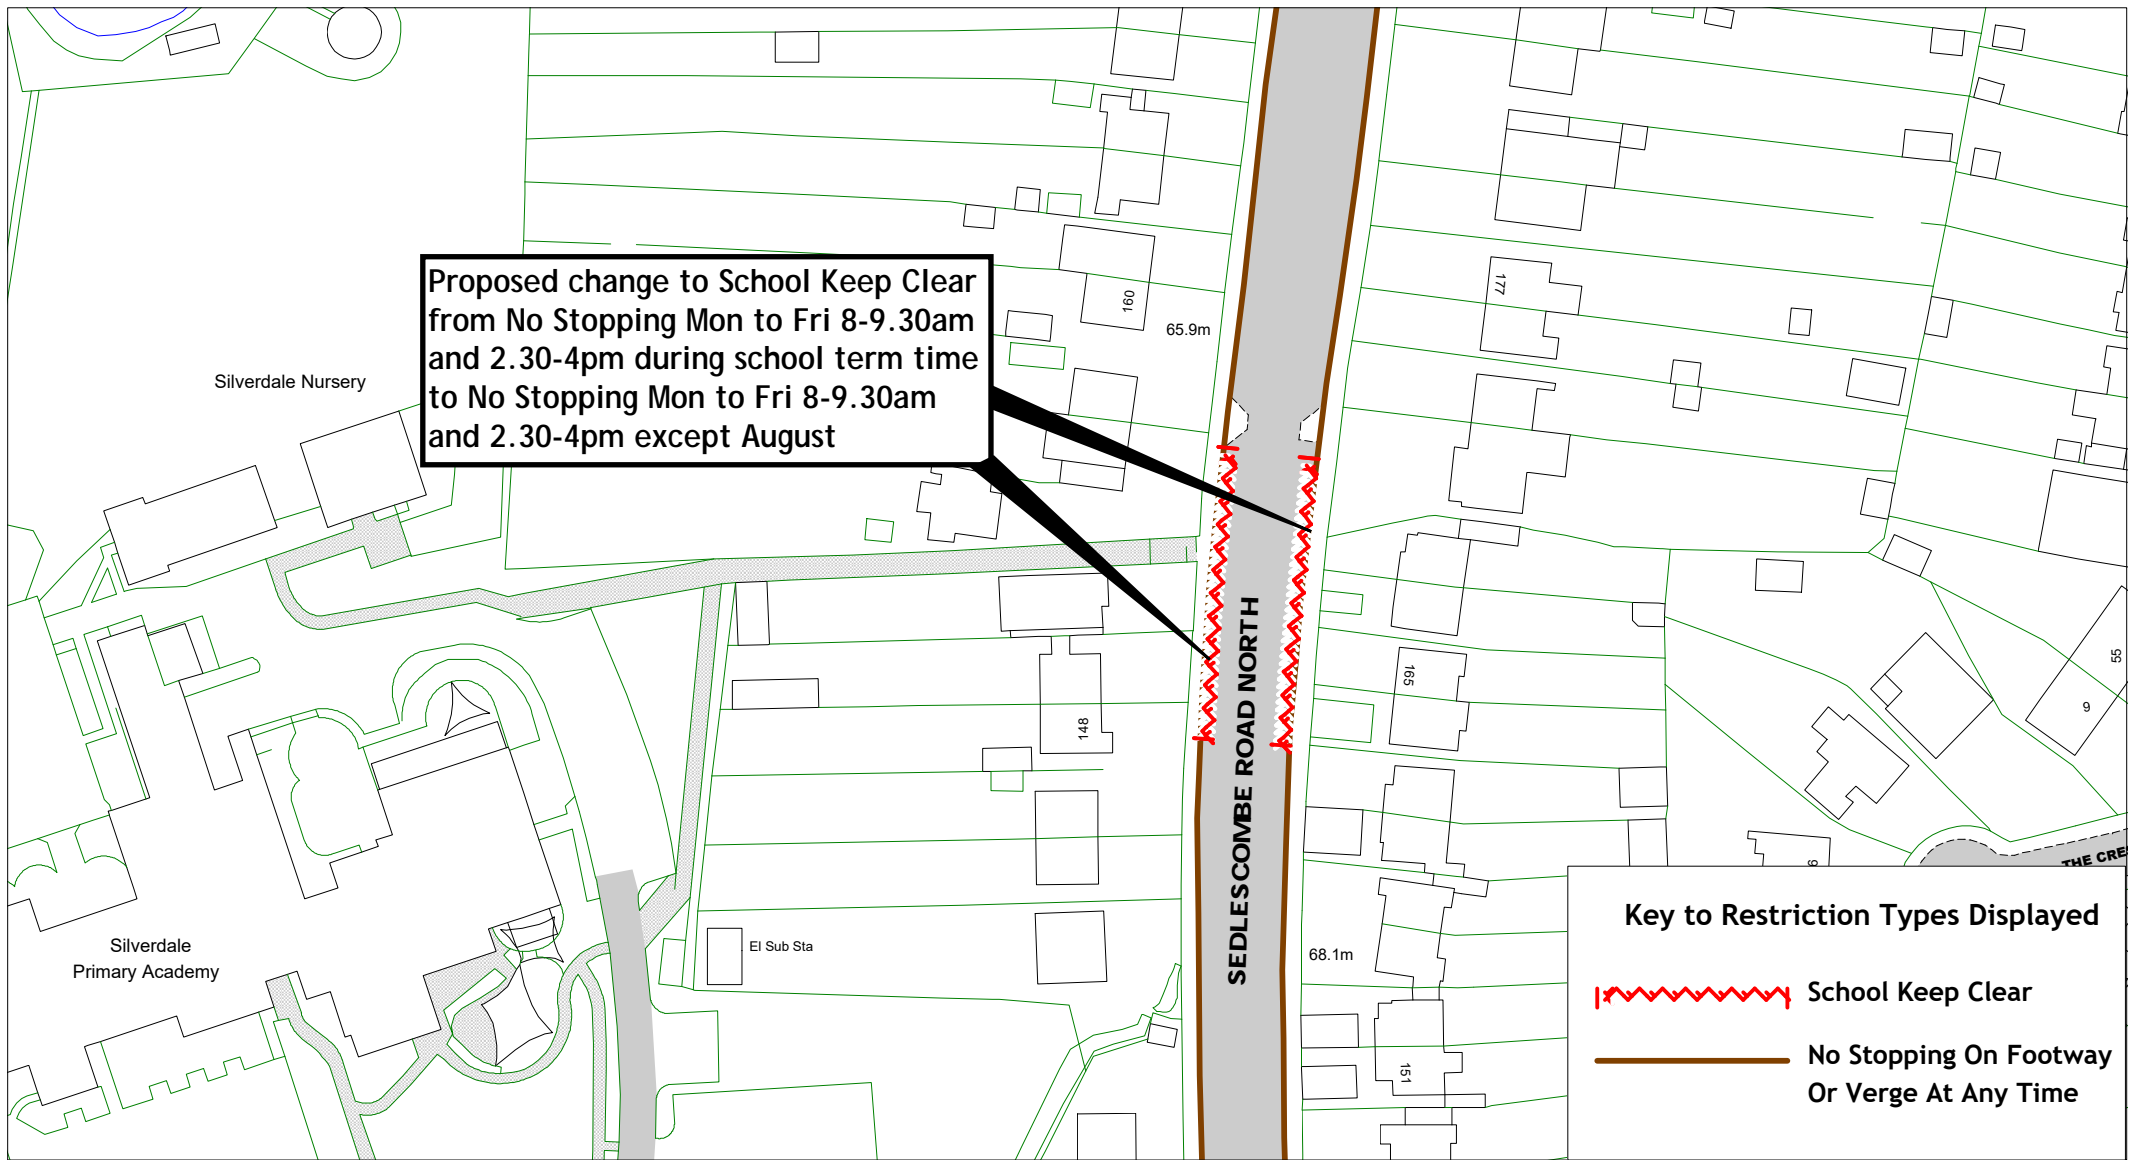 Proposed change to School Keep Clear
from No Stopping Mon to Fri 8-9.30am
and 2.30-4pm during school term time
to No Stopping Mon to Fri 8-9.30am
and 2.30-4pm except August
160
65.9m
177
Silverdale Nursery
SEDLESCOMBE ROAD NORTH
165
148
55
9
THE CRE
Silverdale
Primary Academy
El Sub Sta
68.1m
151
Key to Restriction Types Displayed
School Keep Clear
No Stopping On Footway
Or Verge At Any Time